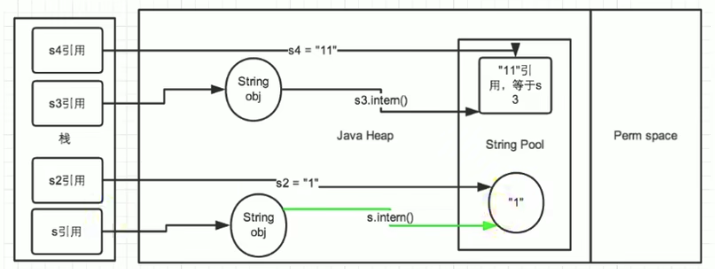 s4引用
s4 = "11"
"11"引
用，等于s
3
String
obj
s3引用
s3.intern()
栈
Java Heap
String Pool
Perm space
s2引用
s2 = "1"
"1"
String
obj
s.intern()
s引用